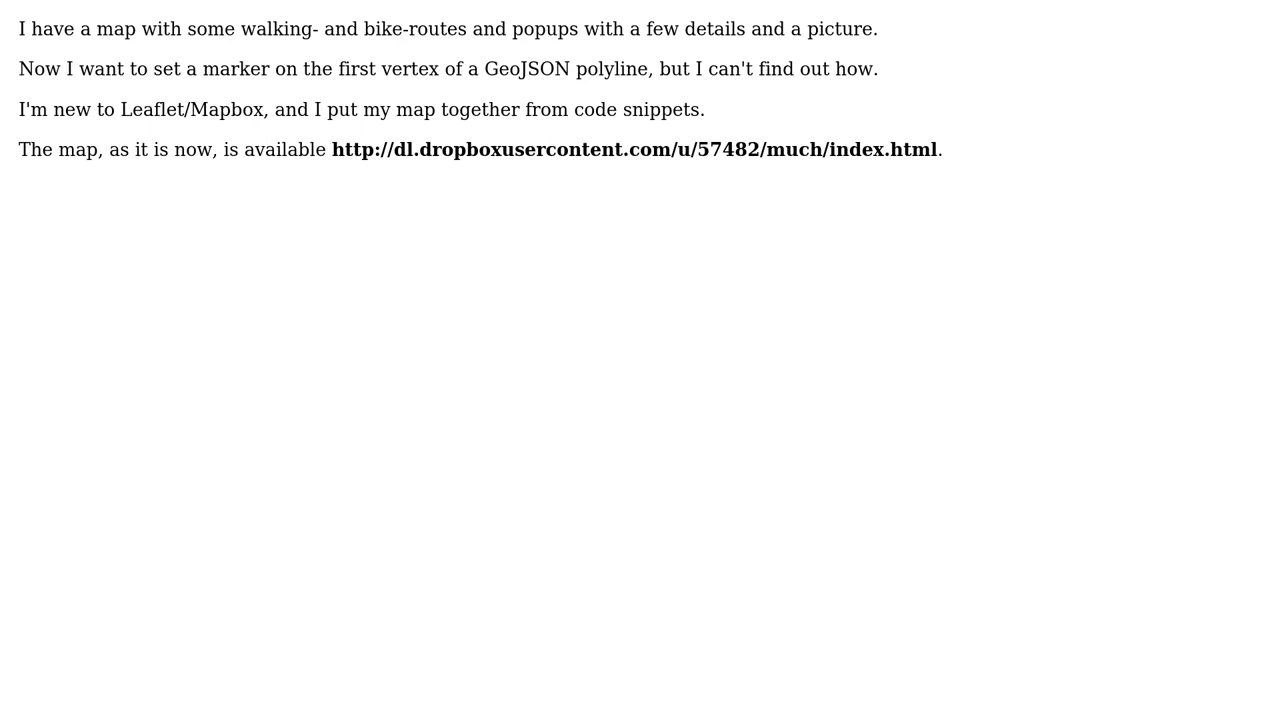 I have a map with some walking- and bike-routes and popups with a few details and a picture.
Now I want to set a marker on the first vertex of a GeoJSON polyline, but I can't find out how.
I'm new to Leaflet/Mapbox, and I put my map together from code snippets.
The map, as it is now, is available http://dl.dropboxusercontent.com/u/57482/much/index.html.